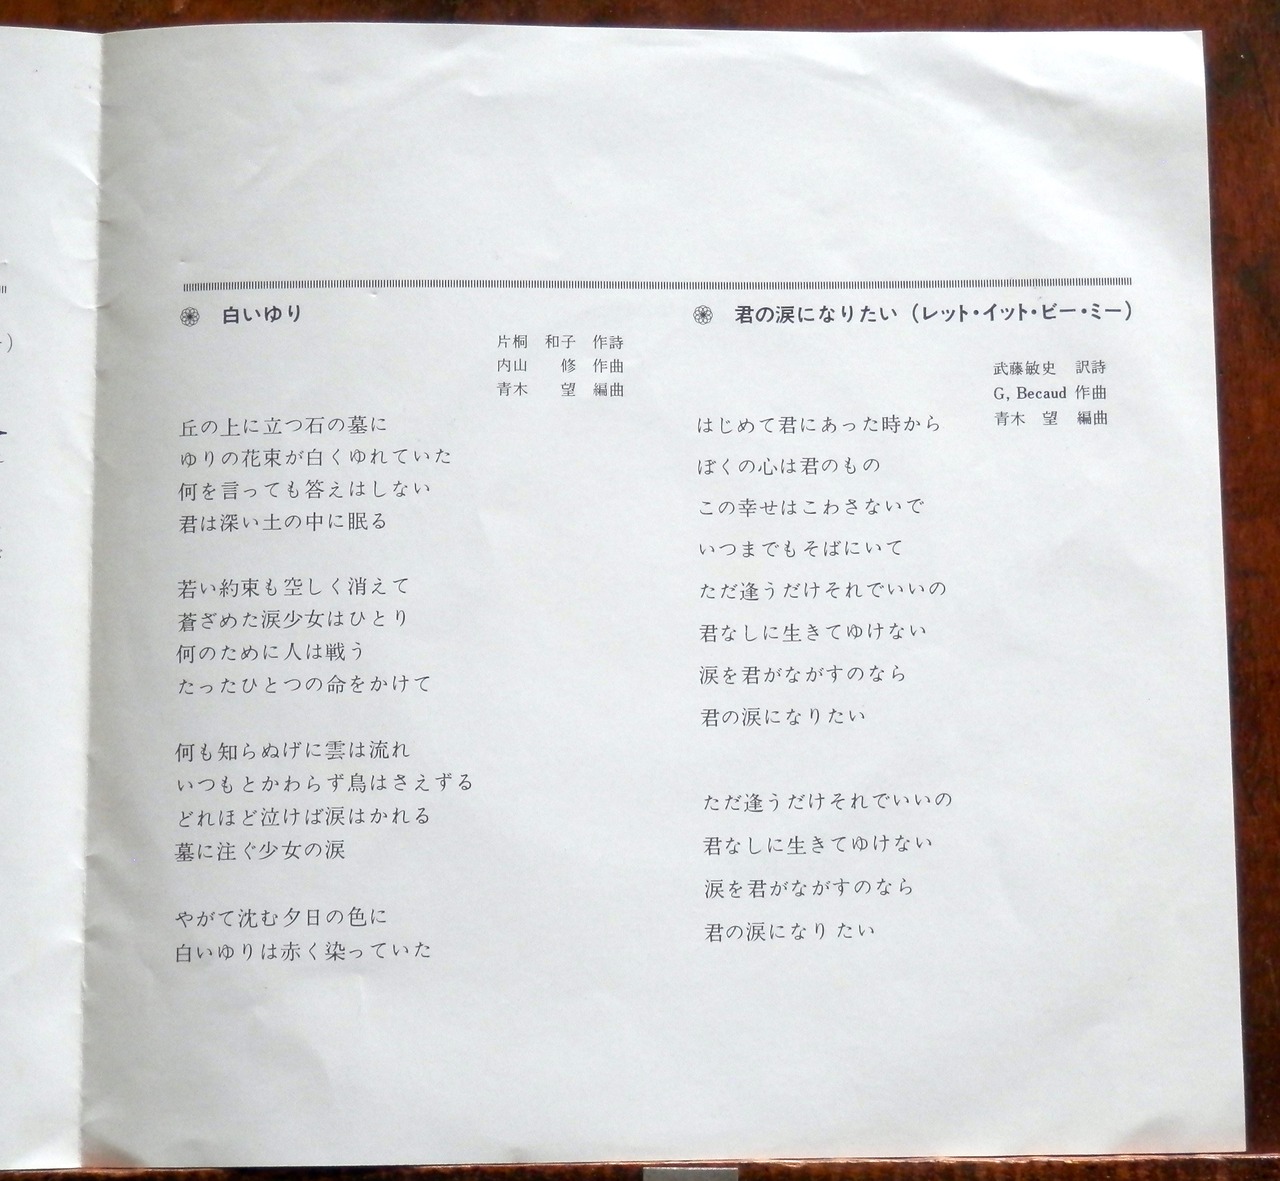 白いゆり
片桐 和子 作詩
内山 修 作曲
青木 望 編曲
丘の上に立つ石の墓に
ゆりの花束が白くゆれていた
何を言っても答えはしない
君は深い土の中に眠る
若い約束も空しく消えて
蒼ざめた涙少女はひとり
何のために人は戦う
たったひとつの命をかけて
何も知らぬげに雲は流れ
いつもとかわらず鳥はさえずる
どれほど泣けば涙はかれる
墓に注ぐ少女の涙
やがて沈む夕日の色に
白いゆりは赤く染っていた
君の涙になりたい（レット・イット・ビー・ミー）
武藤敏史 訳詩
G, Becaud 作曲
青木 望 編曲
はじめて君にあった時から
ぼくの心は君のもの
この幸せはこわさないで
いつまでもそばにいて
ただ逢うだけそれでいいの
君なしに生きてゆけない
涙を君がながすのなら
君の涙になりたい
ただ逢うだけそれでいいの
君なしに生きてゆけない
涙を君がながすのなら
君の涙になりたい